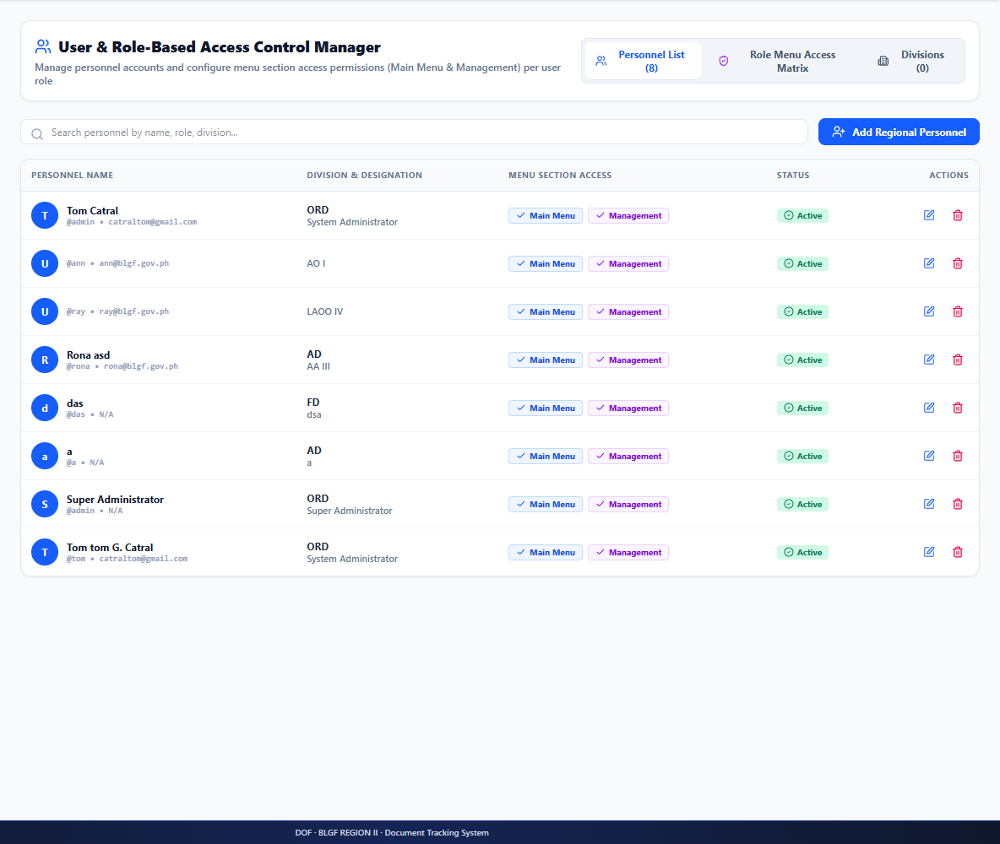 User & Role-Based Access Control Manager
Manage personnel accounts and configure menu section access permissions (Main Menu & Management) per user
role
Personnel List
(8)
Role Menu Access
Matrix
Divisions
(0)
Search personnel by name, role, division...
Add Regional Personnel
PERSONNEL NAME DIVISION & DESIGNATION MENU SECTION ACCESS STATUS ACTIONS
T Tom Catral ORD Main Menu Management Active
@admin • catraltom@gmail.com System Administrator
U @ann • ann@blgf.gov.ph AO I Main Menu Management Active
U @ray • ray@blgf.gov.ph LAOO IV Main Menu Management Active
R Rona asd AD Main Menu Management Active
@rona • rona@blgf.gov.ph AA III
d das FD Main Menu Management Active
@das • N/A dsa
a a AD Main Menu Management Active
@a • N/A a
S Super Administrator ORD Main Menu Management Active
@admin • N/A Super Administrator
T Tom tom G. Catral ORD Main Menu Management Active
@tom • catraltom@gmail.com System Administrator
DOF · BLGF REGION II · Document Tracking System